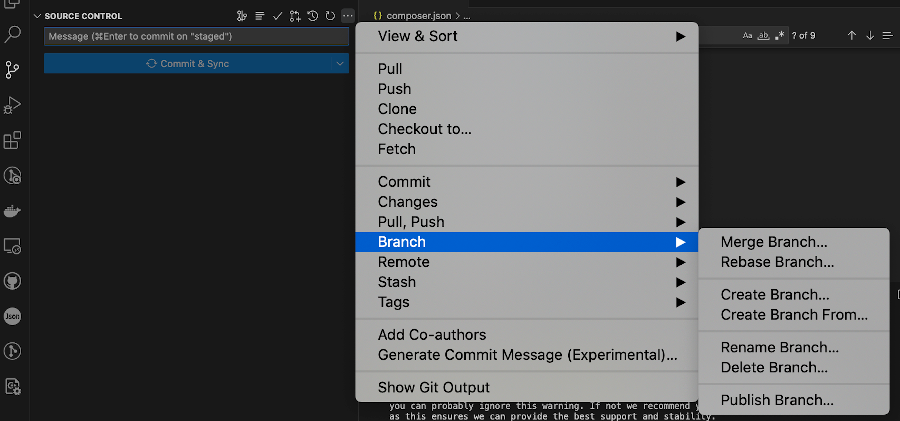 SOURCE CONTROL
Message (⌘Enter to commit on "staged")
Commit & Sync
composer.json > ...
Aa ab ? of 9
View & Sort
Pull
Push
Clone
Checkout to...
Fetch
Commit
Changes
Pull, Push
Branch
Remote
Stash
Tags
Add Co-authors
Generate Commit Message (Experimental)...
Show Git Output
Merge Branch...
Rebase Branch...
Create Branch...
Create Branch From...
Rename Branch...
Delete Branch...
Publish Branch...
Json
you can probably ignore this warning. If not we recommend
as this ensures we can provide the best support and stability.